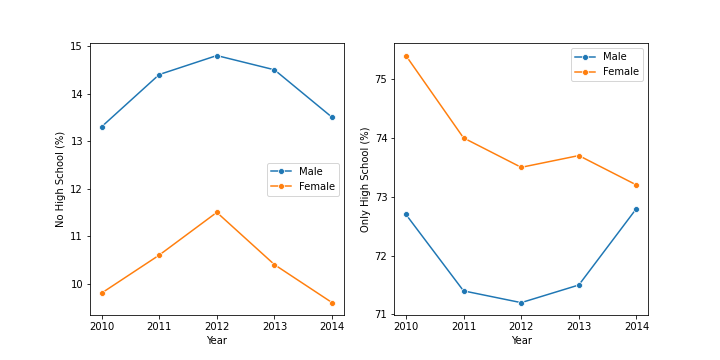 No High School (%)
15
14
13
12
11
10
Male
Female
2010 2011 2012 2013 2014
Year
Only High School (%)
75
74
73
72
71
Male
Female
2010 2011 2012 2013 2014
Year